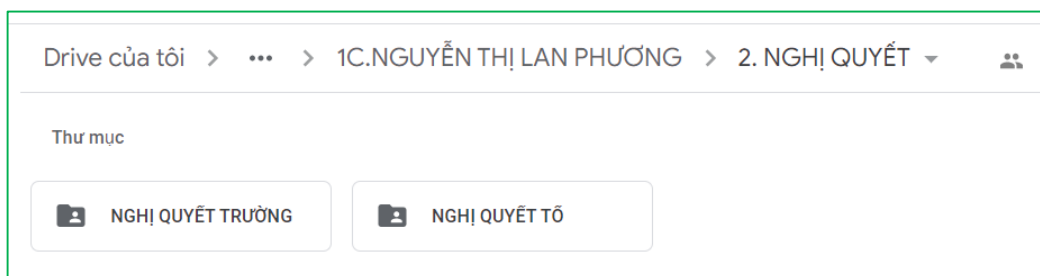 Drive của tôi > ••• > 1C.NGUYỄN THỊ LAN PHƯƠNG > 2. NGHỊ QUYẾT
Thư mục
NGHỊ QUYẾT TRƯỜNG NGHỊ QUYẾT TỔ